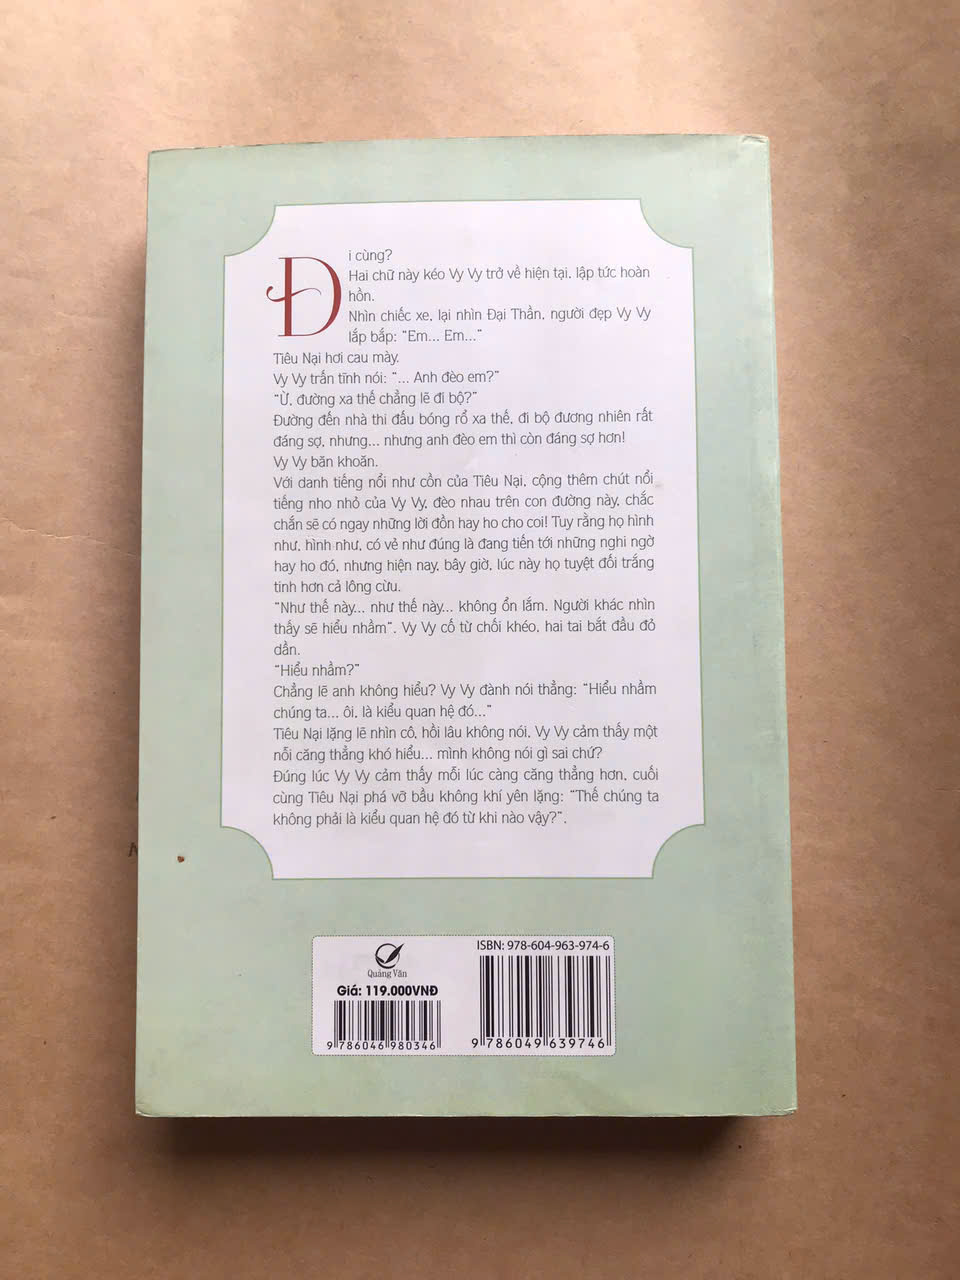 Đi cùng?
Hai chữ này kéo Vy Vy trở về hiện tại, lập tức hoàn
hồn.
Nhìn chiếc xe, lại nhìn Đại Thần, người đẹp Vy Vy
lắp bắp: “Em... Em...”
Tiêu Nại hơi cau mày.
Vy Vy trấn tĩnh nói: “... Anh đèo em?”
“Ừ, đường xa thế chẳng lẽ đi bộ?”
Đường đến nhà thi đấu bóng rổ xa thế, đi bộ đương nhiên rất
đáng sợ, nhưng... nhưng anh đèo em thì còn đáng sợ hơn!
Vy Vy băn khoăn.
Với danh tiếng nổi như cồn của Tiêu Nại, cộng thêm chút nổi
tiếng nho nhỏ của Vy Vy, đèo nhau trên con đường này, chắc
chắn sẽ có ngay những lời đồn hay ho cho coi! Tuy rằng họ hình
như, hình như, có vẻ như đúng là đang tiến tới những nghi ngờ
hay ho đó, nhưng hiện nay, bây giờ, lúc này họ tuyệt đối trắng
tinh hơn cả lông cừu.
“Như thế này... như thế này... không ổn lắm. Người khác nhìn
thấy sẽ hiểu nhầm”. Vy Vy cố từ chối khéo, hai tai bắt đầu đỏ
dần.
“Hiểu nhầm?”
Chẳng lẽ anh không hiểu? Vy Vy đành nói thẳng: “Hiểu nhầm
chúng ta... ôi, là kiểu quan hệ đó...”
Tiêu Nại lặng lẽ nhìn cô, hồi lâu không nói, Vy Vy cảm thấy một
nỗi căng thẳng khó hiểu... mình không nói gì sai chứ?
Đúng lúc Vy Vy cảm thấy mỗi lúc càng căng thẳng hơn, cuối
cùng Tiêu Nại phá vỡ bầu không khí yên lặng: “Thế chúng ta
không phải là kiểu quan hệ đó từ khi nào vậy?”.
Quảng Văn
Giá: 119.000VNĐ
9 786046 980346
ISBN: 978-604-963-974-6
9 786049 639746